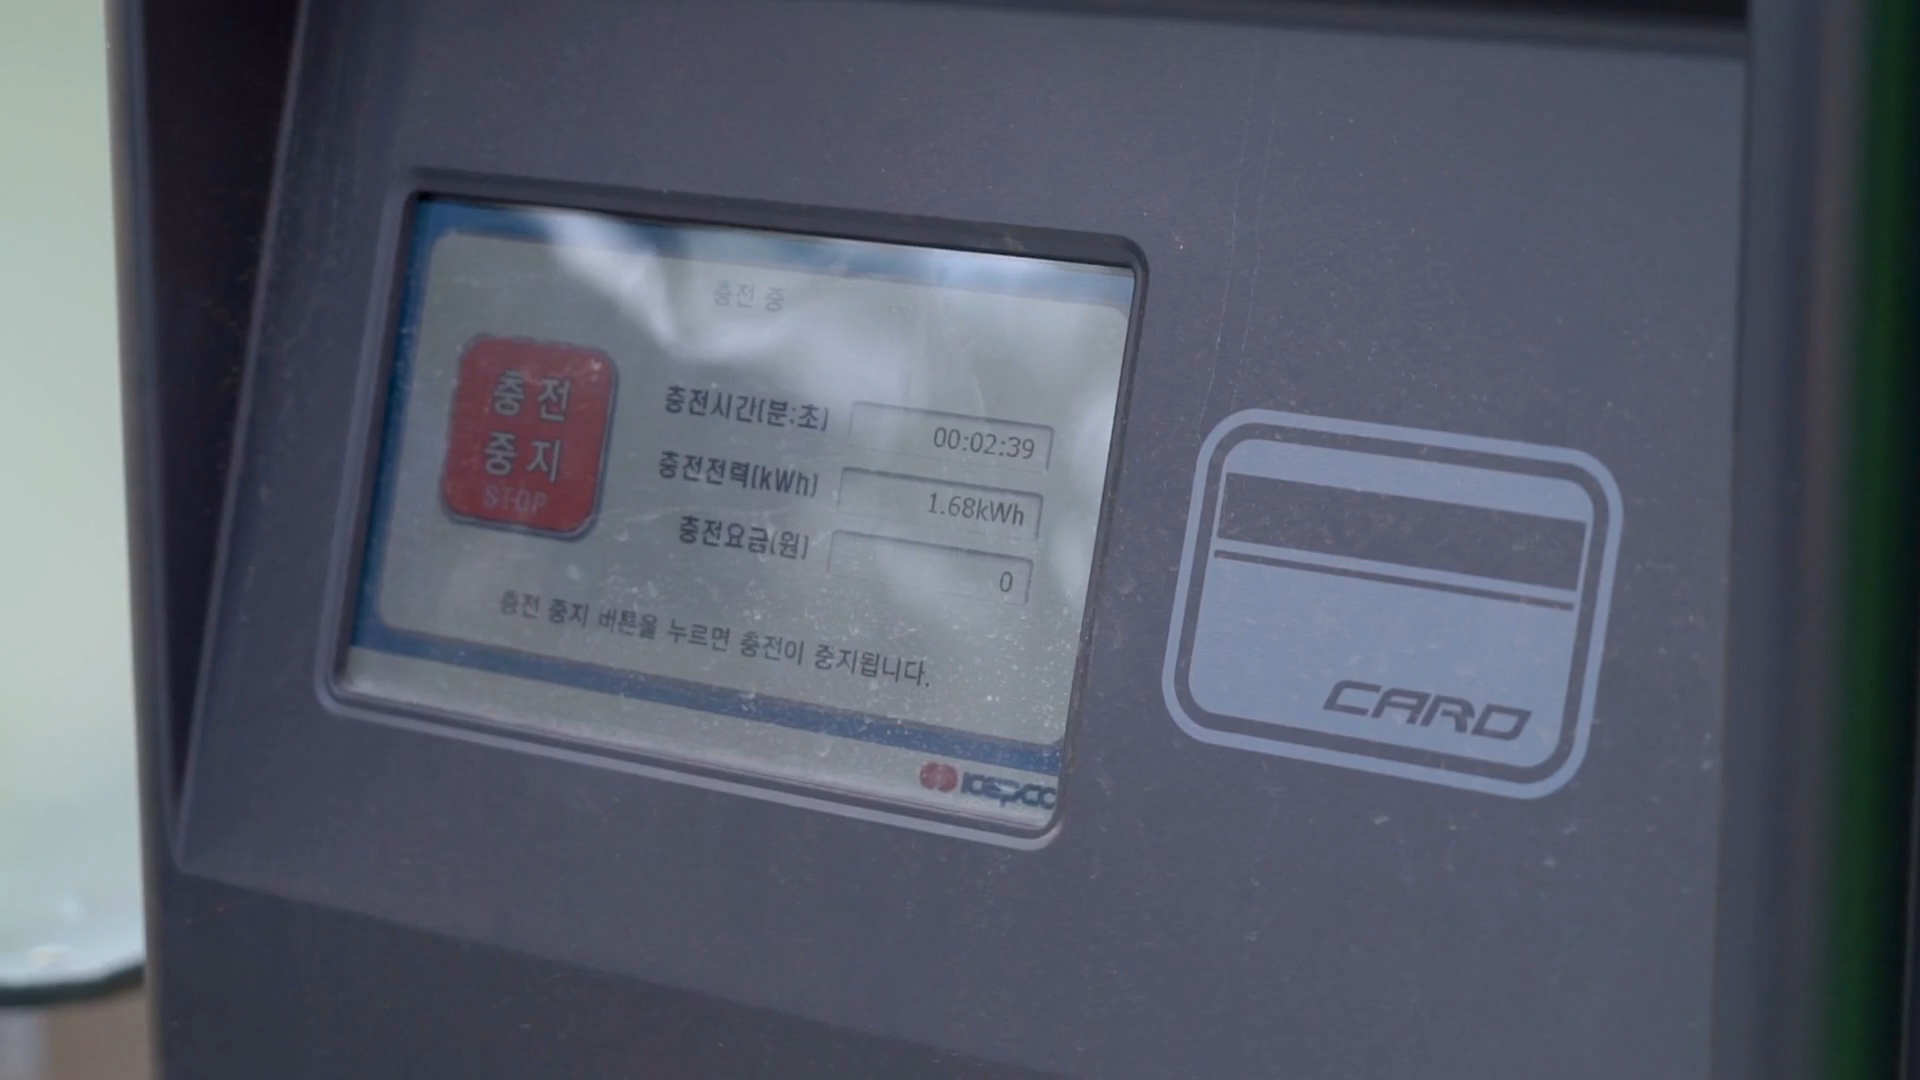 충전 중
충전
중지
STOP
충전시간(분:초) 00:02:39
충전전력(kWh) 1.68kWh
충전요금(원) 0
충전 중지 버튼을 누르면 충전이 중지됩니다.
KEPCO
CARD